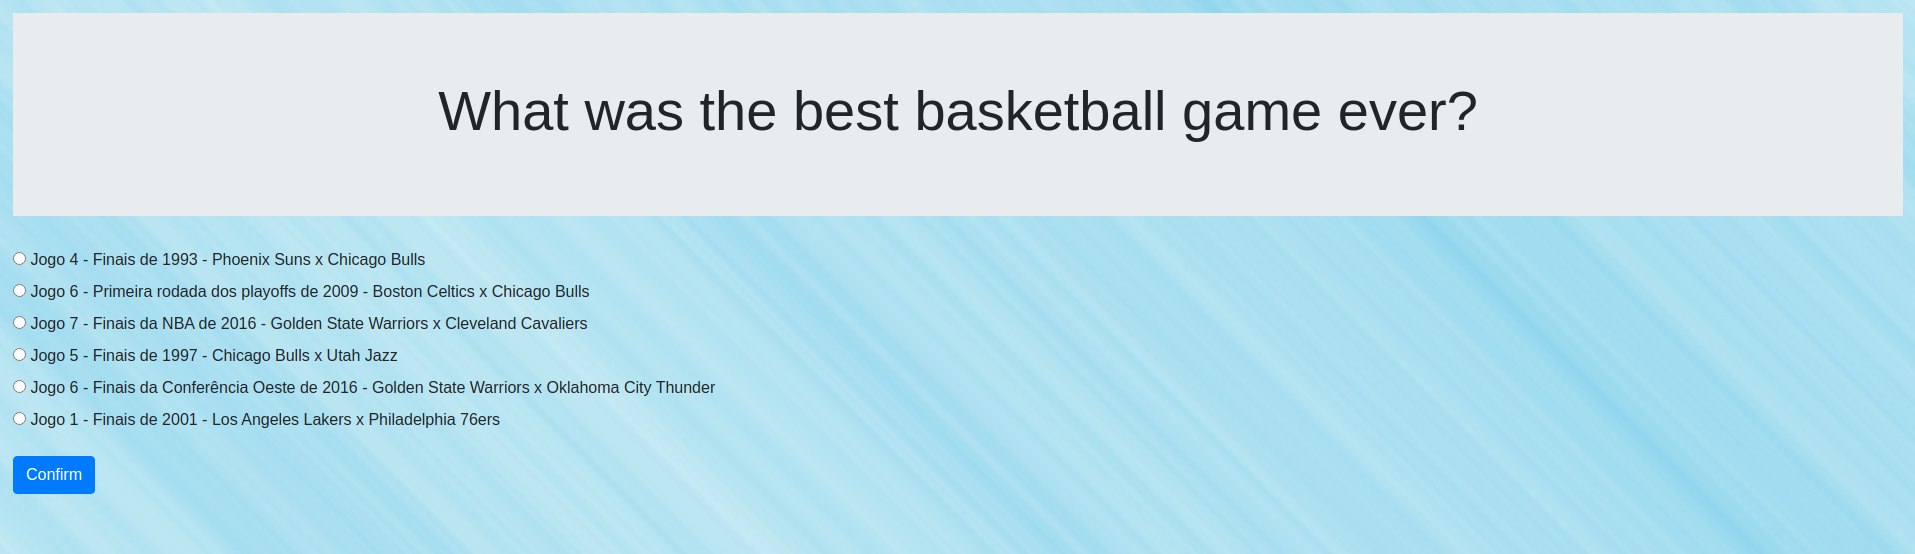 What was the best basketball game ever?
Jogo 4 - Finais de 1993 - Phoenix Suns x Chicago Bulls
Jogo 6 - Primeira rodada dos playoffs de 2009 - Boston Celtics x Chicago Bulls
Jogo 7 - Finais da NBA de 2016 - Golden State Warriors x Cleveland Cavaliers
Jogo 5 - Finais de 1997 - Chicago Bulls x Utah Jazz
Jogo 6 - Finais da Conferência Oeste de 2016 - Golden State Warriors x Oklahoma City Thunder
Jogo 1 - Finais de 2001 - Los Angeles Lakers x Philadelphia 76ers
Confirm